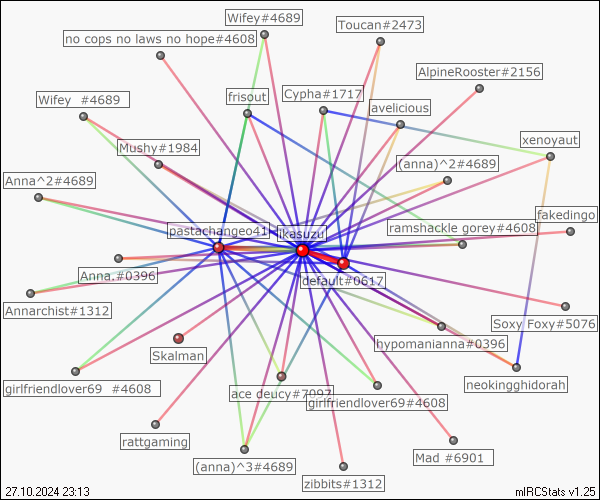 Wifey#4689
Toucan#2473
no cops no laws no hope#4608
AlpineRooster#2156
frisout
Cypha#1717
Wifey  #4689
avelicious
xenoyaut
Mushy#1984
(anna)^2#4689
Anna^2#4689
fakedingo
pastachangeo41
ikasuzu
ramshackle gorey#4608
Anna.#0396
default#0617
Annarchist#1312
Soxy Foxy#5076
hypomanianna#0396
Skalman
girlfriendlover69  #4608
neokingghidorah
ace deucy#7097
girlfriendlover69#4608
rattgaming
(anna)^3#4689
Mad #6901
zibbits#1312
27.10.2024 23:13
mIRCStats v1.25